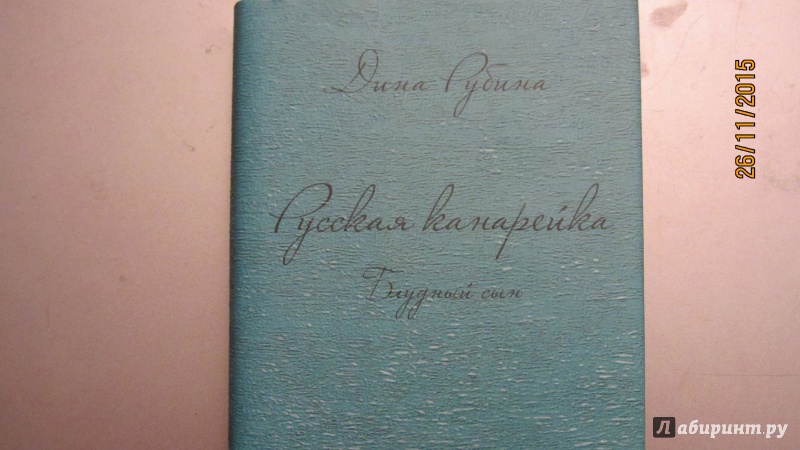 Дина Рубина
Русская канарейка
Блудный сын
26/11/2015
Лабиринт.ру